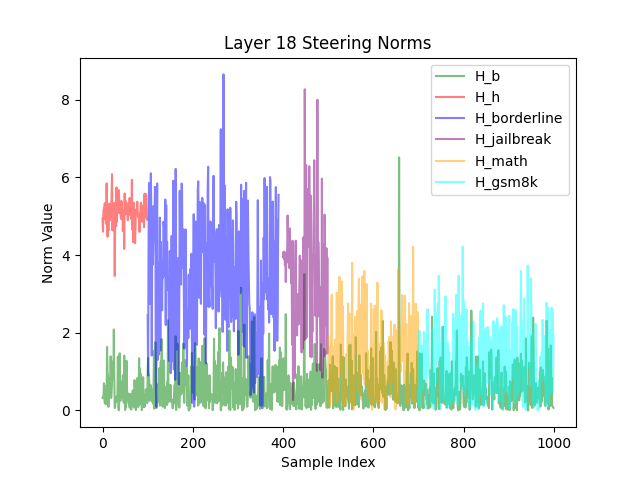 Layer 18 Steering Norms
H_b
H_h
H_borderline
H_jailbreak
H_math
H_gsm8k
8
6
4
2
0
Norm Value
0
200
400
600
800
1000
Sample Index